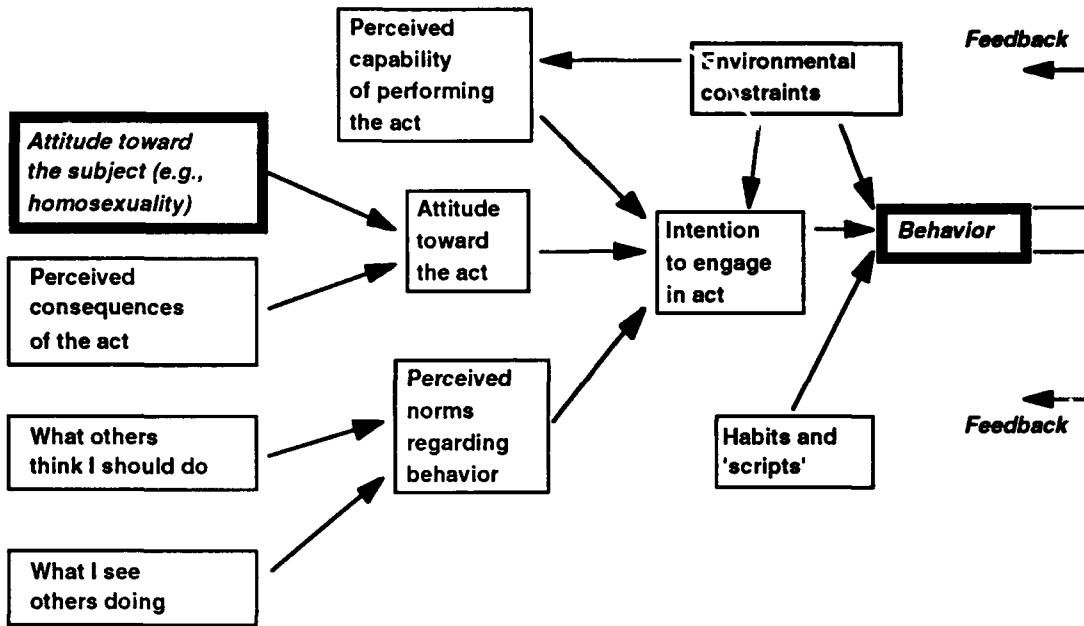 Perceived
capability
of performing
the act
Environmental
constraints
Feedback
Attitude toward
the subject (e.g.,
homosexuality)
Attitude
toward
the act
Intention
to engage
in act
Behavior
Perceived
consequences
of the act
Perceived
norms
regarding
behavior
What others
think I should do
Habits and
'scripts'
Feedback
What I see
others doing